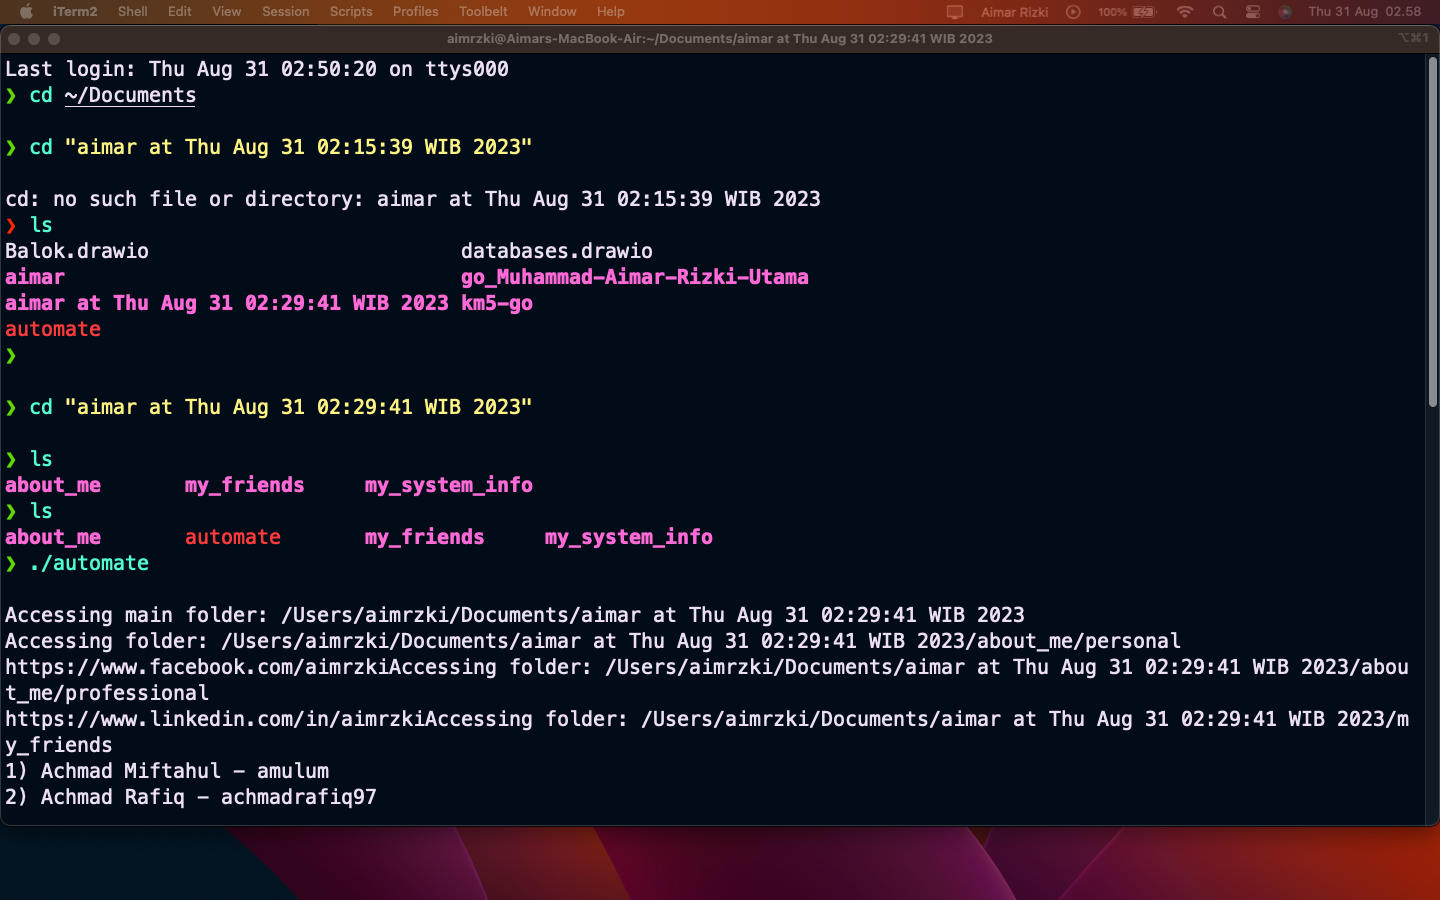 iTerm2 Shell Edit View Session Scripts Profiles Toolbelt Window Help Aimar Rizki 100% Thu 31 Aug 02.58
aimrzki@Aimars-MacBook-Air:~/Documents/aimar at Thu Aug 31 02:29:41 WIB 2023 ⌥⌘1
Last login: Thu Aug 31 02:50:20 on ttys000
❯ cd ~/Documents
❯ cd "aimar at Thu Aug 31 02:15:39 WIB 2023"
cd: no such file or directory: aimar at Thu Aug 31 02:15:39 WIB 2023
❯ ls
Balok.drawio databases.drawio
aimar go_Muhammad-Aimar-Rizki-Utama
aimar at Thu Aug 31 02:29:41 WIB 2023 km5-go
automate
❯
❯ cd "aimar at Thu Aug 31 02:29:41 WIB 2023"
❯ ls
about_me my_friends my_system_info
❯ ls
about_me automate my_friends my_system_info
❯ ./automate
Accessing main folder: /Users/aimrzki/Documents/aimar at Thu Aug 31 02:29:41 WIB 2023
Accessing folder: /Users/aimrzki/Documents/aimar at Thu Aug 31 02:29:41 WIB 2023/about_me/personal
https://www.facebook.com/aimrzkiAccessing folder: /Users/aimrzki/Documents/aimar at Thu Aug 31 02:29:41 WIB 2023/abou
t_me/professional
https://www.linkedin.com/in/aimrzkiAccessing folder: /Users/aimrzki/Documents/aimar at Thu Aug 31 02:29:41 WIB 2023/m
y_friends
1) Achmad Miftahul – amulum
2) Achmad Rafiq – achmadrafiq97